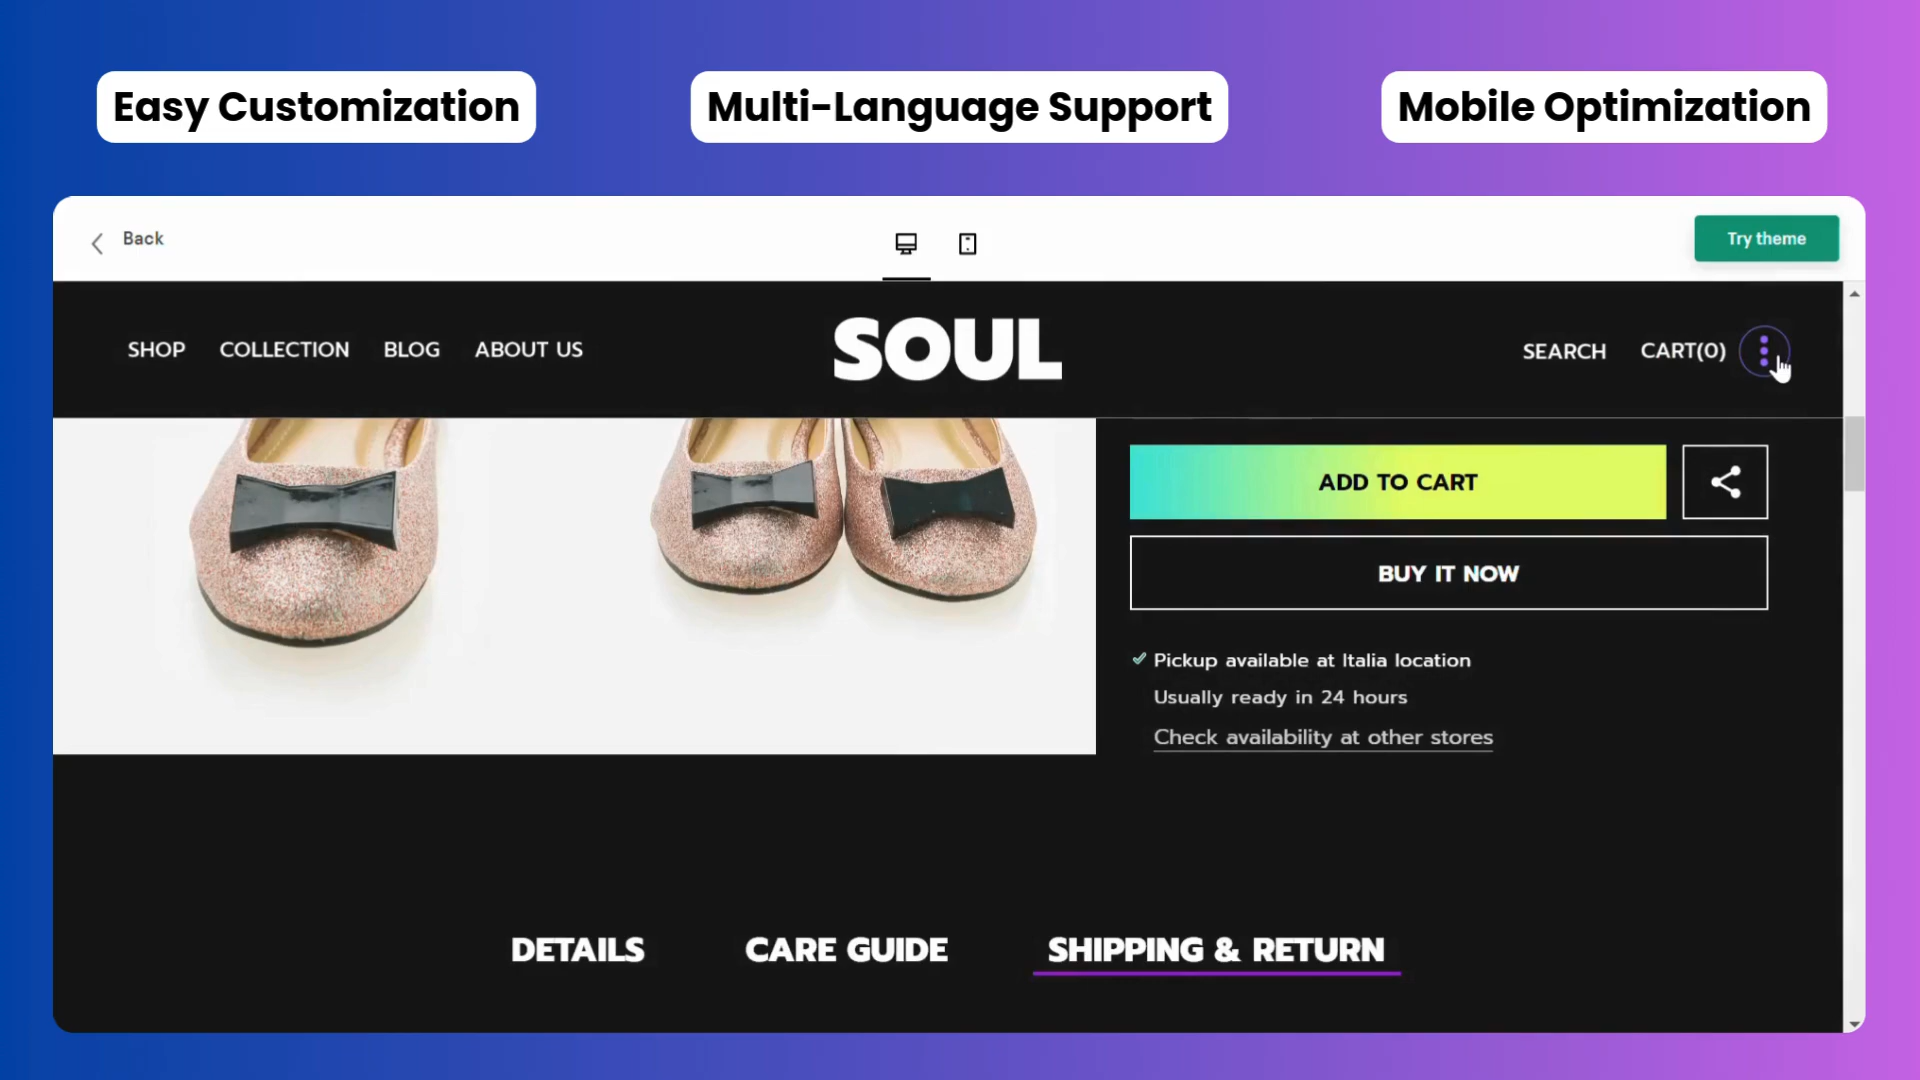 Easy Customization
Multi-Language Support
Mobile Optimization
Back
Try theme
SHOP
COLLECTION
BLOG
ABOUT US
SOUL
SEARCH
CART(0)
ADD TO CART
BUY IT NOW
Pickup available at Italia location
Usually ready in 24 hours
Check availability at other stores
DETAILS
CARE GUIDE
SHIPPING & RETURN